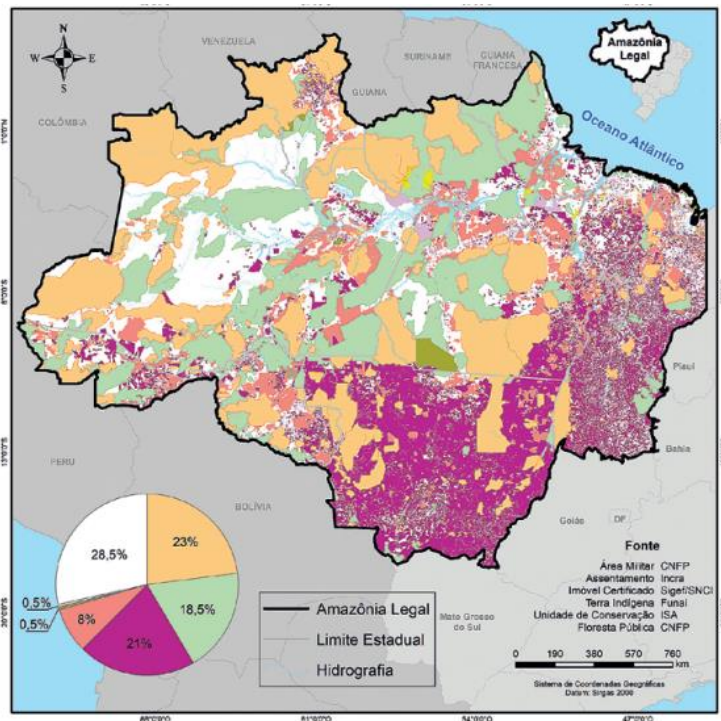 N
W E
S
VENEZUELA
SURINAME
GUIANA
FRANCESA
GUIANA
COLÔMBIA
Amazônia
Legal
Oceano Atlântico
Piauí
Bahia
PERU
BOLÍVIA
Goiás
DF
Mato Grosso
do Sul
28,5%
23%
18,5%
21%
8%
0,5%
0,5%
Amazônia Legal
Limite Estadual
Hidrografia
Fonte
Área Militar CNFP
Assentamento Incra
Imóvel Certificado Sigef/SNCI
Terra Indígena Funai
Unidade de Conservação ISA
Floresta Pública CNFP
0 190 380 570 760
km
Sistema de Coordenadas Geográficas
Datum: Sirgas 2000